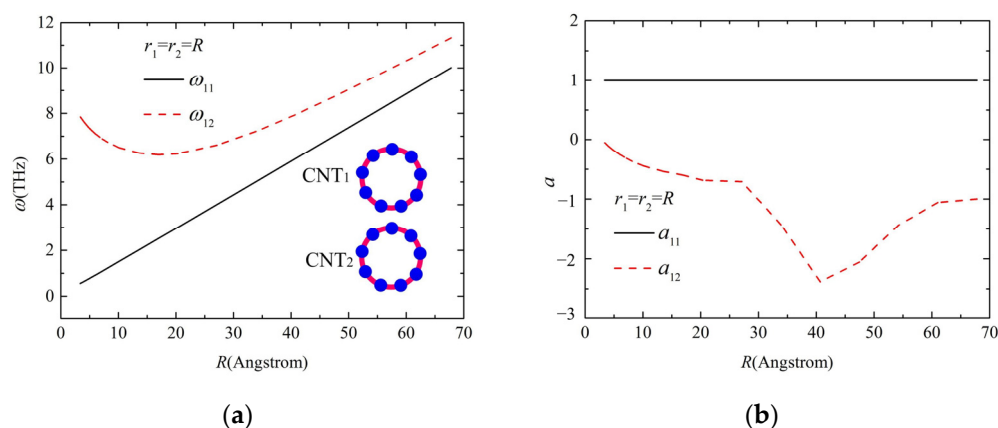 12
10
8
6
4
2
0
ω(THz)
r₁=r₂=R
ω₁₁
ω₁₂
CNT₁
CNT₂
0 10 20 30 40 50 60 70
R(Angstrom)
(a)
2
1
0
−1
−2
−3
a
r₁=r₂=R
a₁₁
a₁₂
0 10 20 30 40 50 60 70
R(Angstrom)
(b)